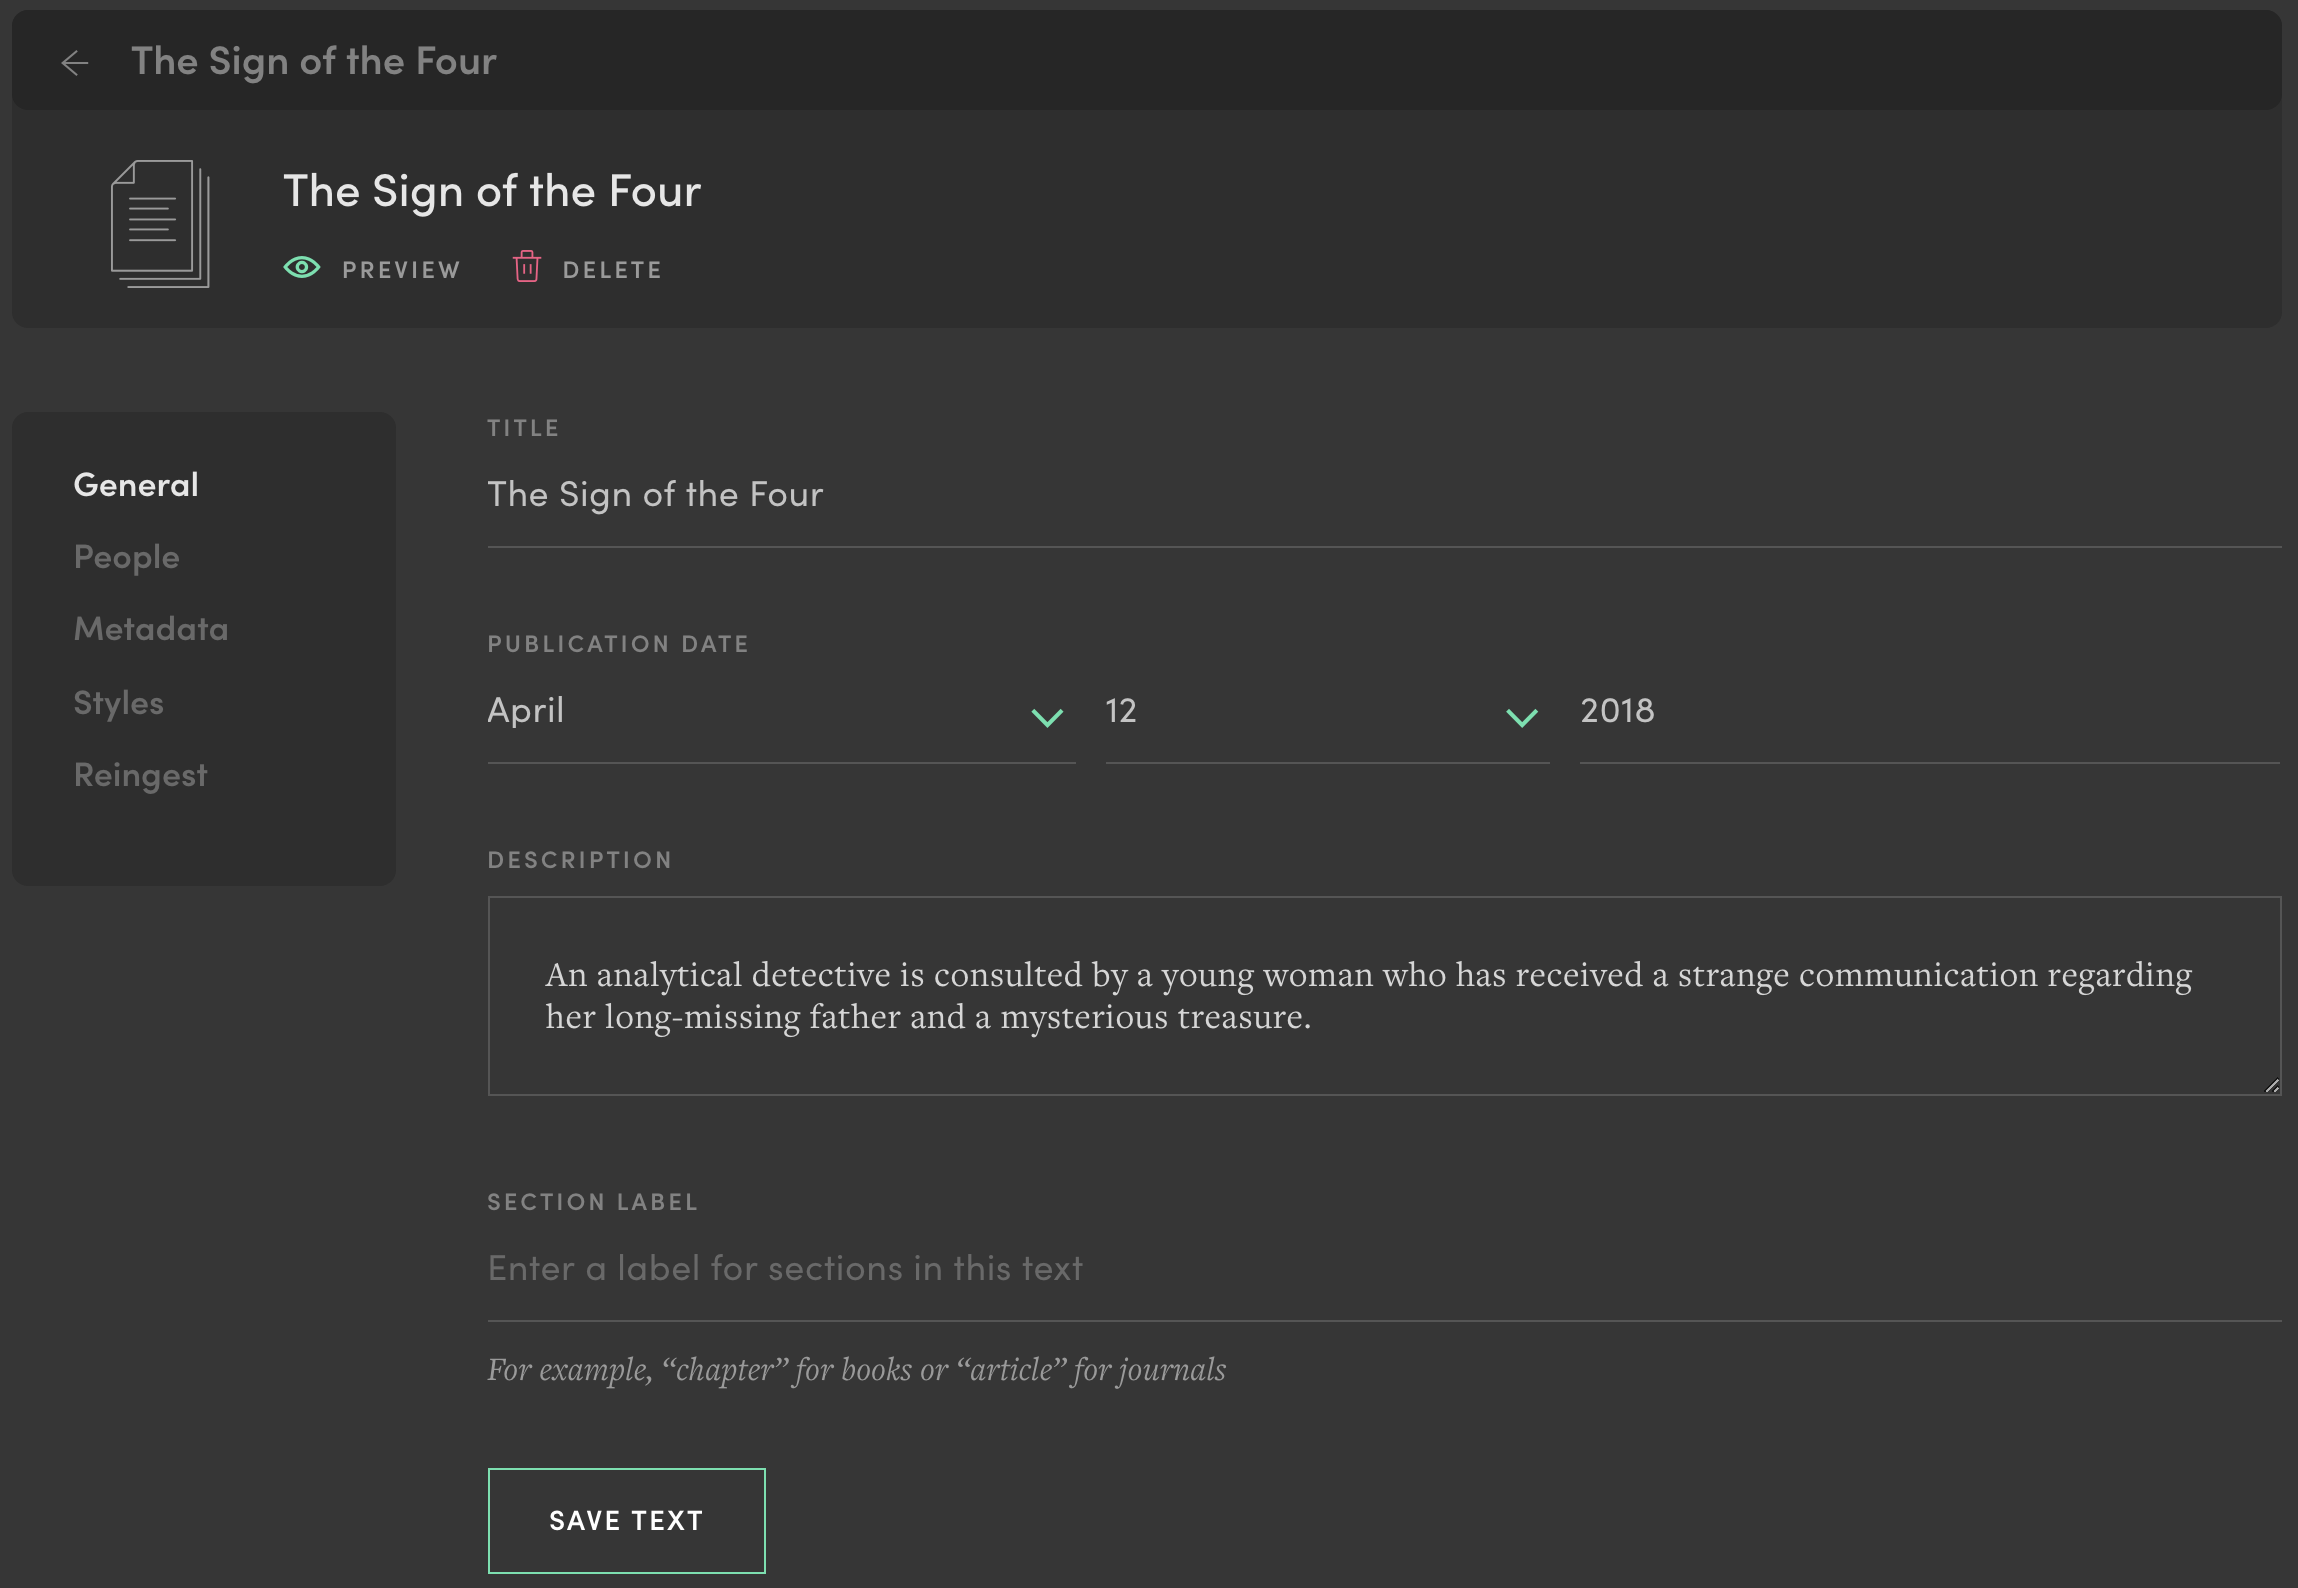 The Sign of the Four
The Sign of the Four
PREVIEW DELETE
General
People
Metadata
Styles
Reingest
TITLE
The Sign of the Four
PUBLICATION DATE
April 12 2018
DESCRIPTION
An analytical detective is consulted by a young woman who has received a strange communication regarding
her long-missing father and a mysterious treasure.
SECTION LABEL
Enter a label for sections in this text
For example, “chapter” for books or “article” for journals
SAVE TEXT